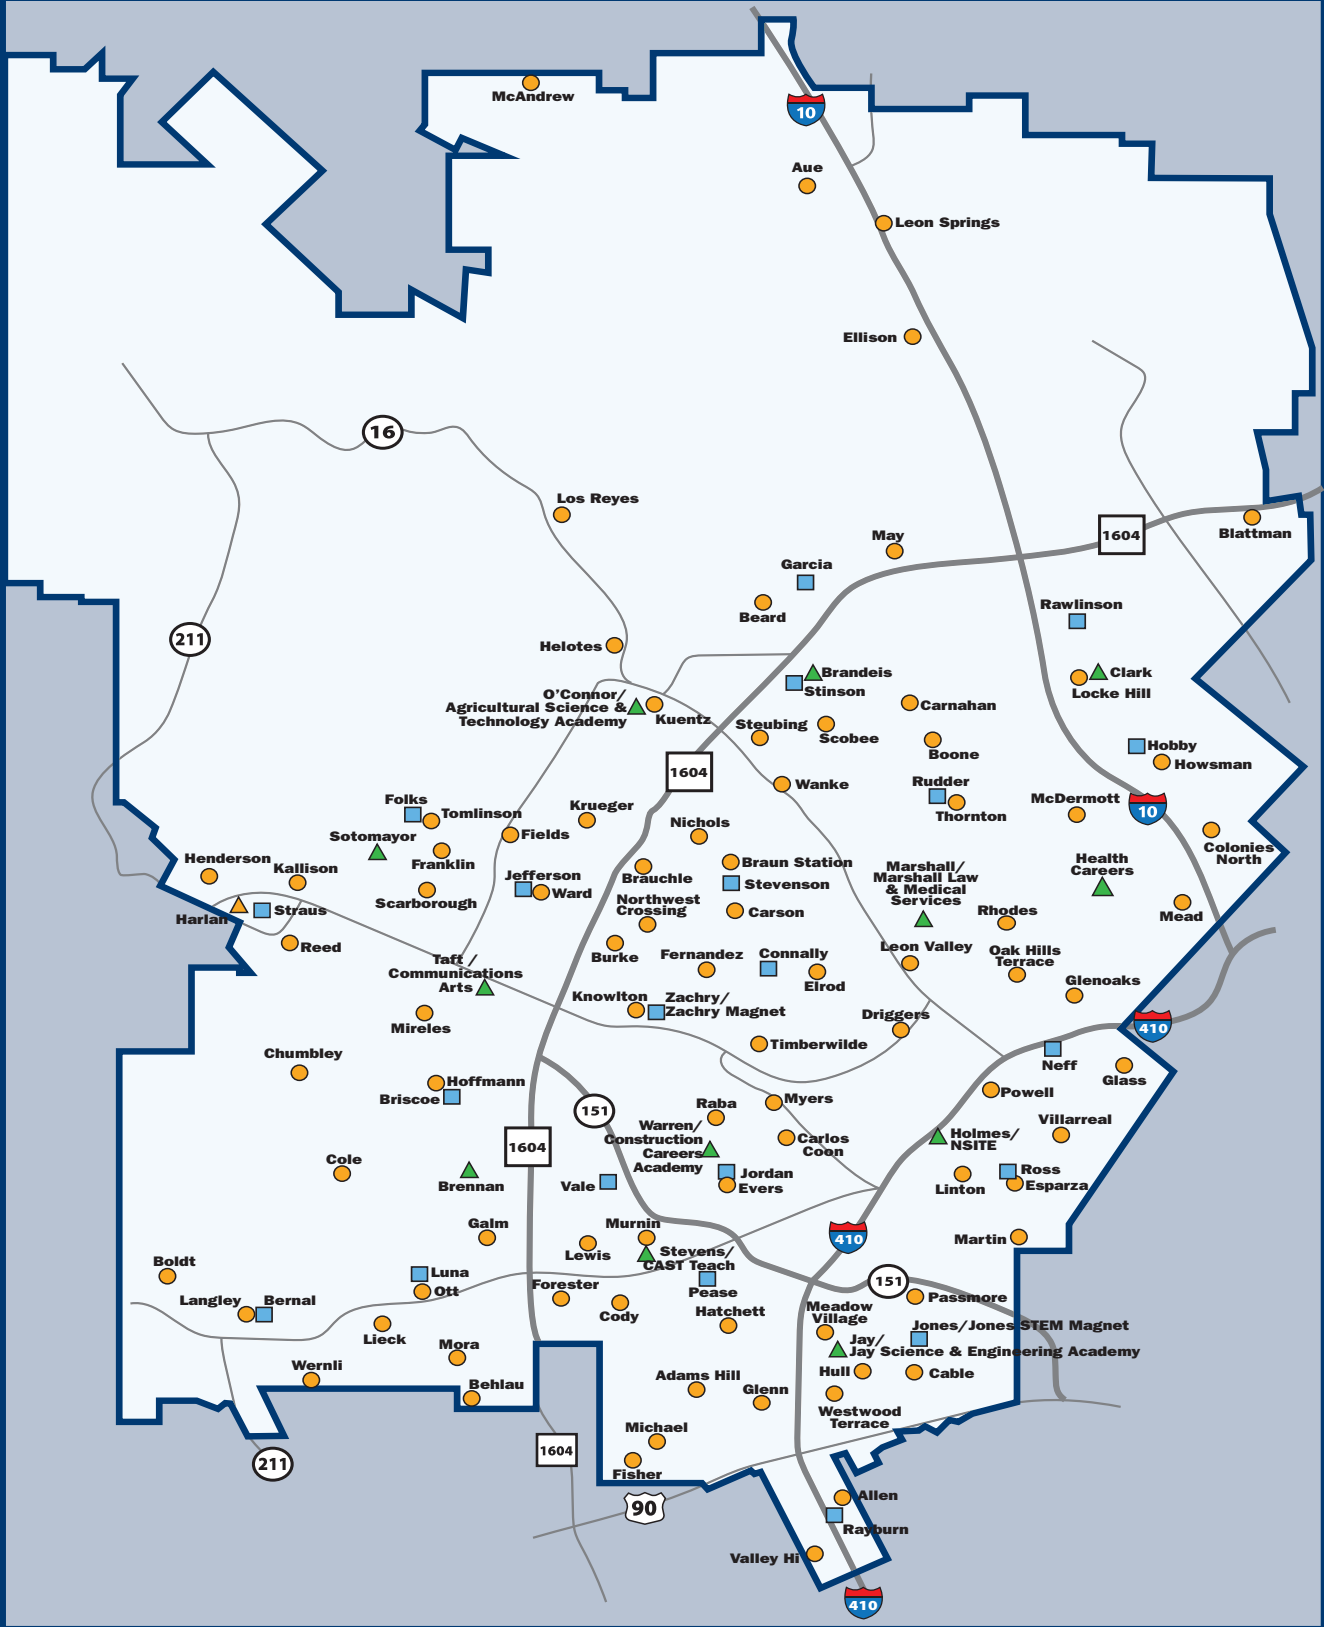 McAndrew
10
Aue
Leon Springs
Ellison
16
Los Reyes
May
1604
Blattman
Garcia
Beard
Rawlinson
211
Helotes
Brandeis
Stinson
Clark
Locke Hill
O'Connor/
Agricultural Science &
Technology Academy
Kuentz
Carnahan
Steubing
Scobee
Boone
Hobby
Howsman
1604
Wanke
Rudder
Thornton
McDermott
10
Folks
Tomlinson
Krueger
Sotomayor
Fields
Nichols
Colonies
North
Henderson
Kallison
Franklin
Brauchle
Braun Station
Marshall/
Marshall Law
& Medical
Services
Health
Careers
Jefferson
Ward
Stevenson
Scarborough
Northwest
Crossing
Carson
Harlan
Straus
Rhodes
Mead
Reed
Burke
Leon Valley
Oak Hills
Terrace
Taft /
Communications
Arts
Fernandez
Connally
Elrod
Glenoaks
Knowlton
Zachry/
Zachry Magnet
Mireles
Driggers
410
Chumbley
Timberwilde
Neff
Glass
Hoffmann
Briscoe
Powell
151
Raba
Myers
Villarreal
Warren/
Construction
Careers
Academy
Carlos
Coon
Holmes/
NSITE
1604
Cole
Brennan
Vale
Jordan
Evers
Linton
Ross
Esparza
Galm
Murnin
Lewis
410
Martin
Stevens/
CAST Teach
Boldt
Luna
Ott
Pease
151
Forester
Passmore
Langley
Bernal
Cody
Hatchett
Meadow
Village
Lieck
Jones/Jones STEM Magnet
Jay/
Jay Science & Engineering Academy
Mora
Wernli
Hull
Cable
Behlau
Adams Hill
Glenn
Westwood
Terrace
Michael
1604
211
Fisher
90
Allen
Rayburn
Valley Hi
410